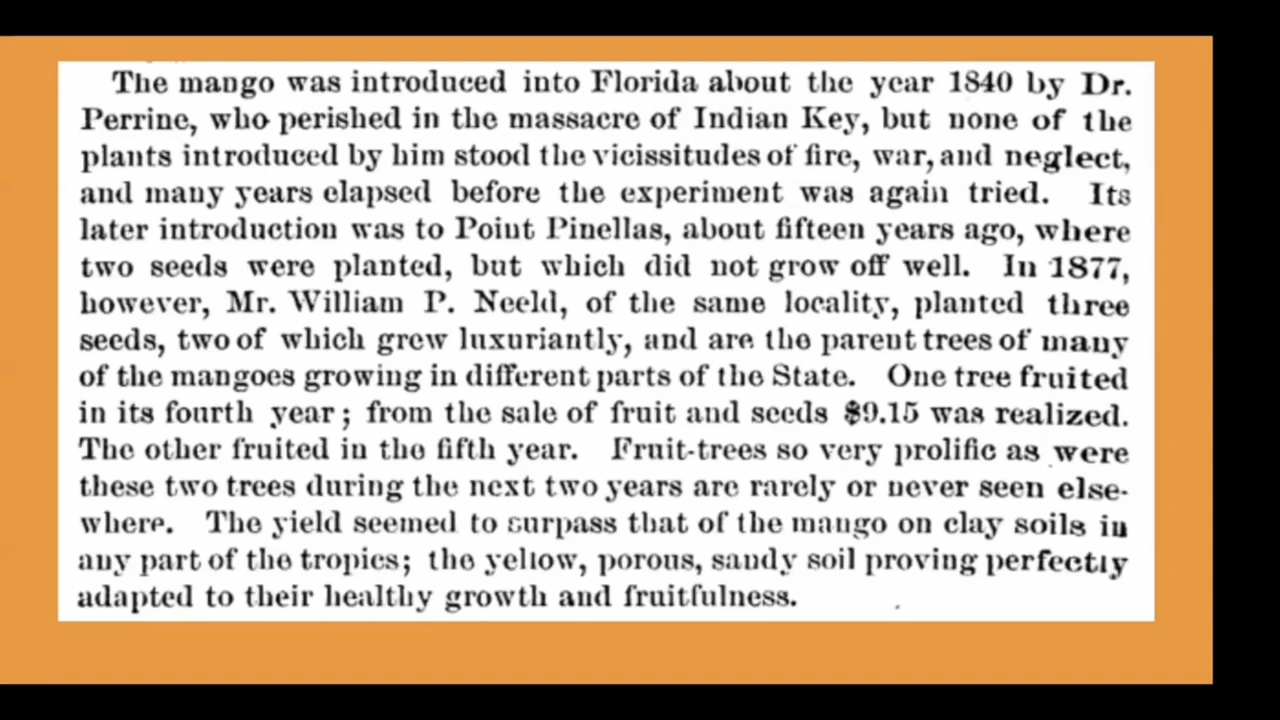 The mango was introduced into Florida about the year 1840 by Dr.
Perrine, who perished in the massacre of Indian Key, but none of the
plants introduced by him stood the vicissitudes of fire, war, and neglect,
and many years elapsed before the experiment was again tried. Its
later introduction was to Point Pinellas, about fifteen years ago, where
two seeds were planted, but which did not grow off well. In 1877,
however, Mr. William P. Neeld, of the same locality, planted three
seeds, two of which grew luxuriantly, and are the parent trees of many
of the mangoes growing in different parts of the State. One tree fruited
in its fourth year; from the sale of fruit and seeds $9.15 was realized.
The other fruited in the fifth year. Fruit-trees so very prolific as were
these two trees during the next two years are rarely or never seen else-
where. The yield seemed to surpass that of the mango on clay soils in
any part of the tropics; the yellow, porous, sandy soil proving perfectly
adapted to their healthy growth and fruitfulness.